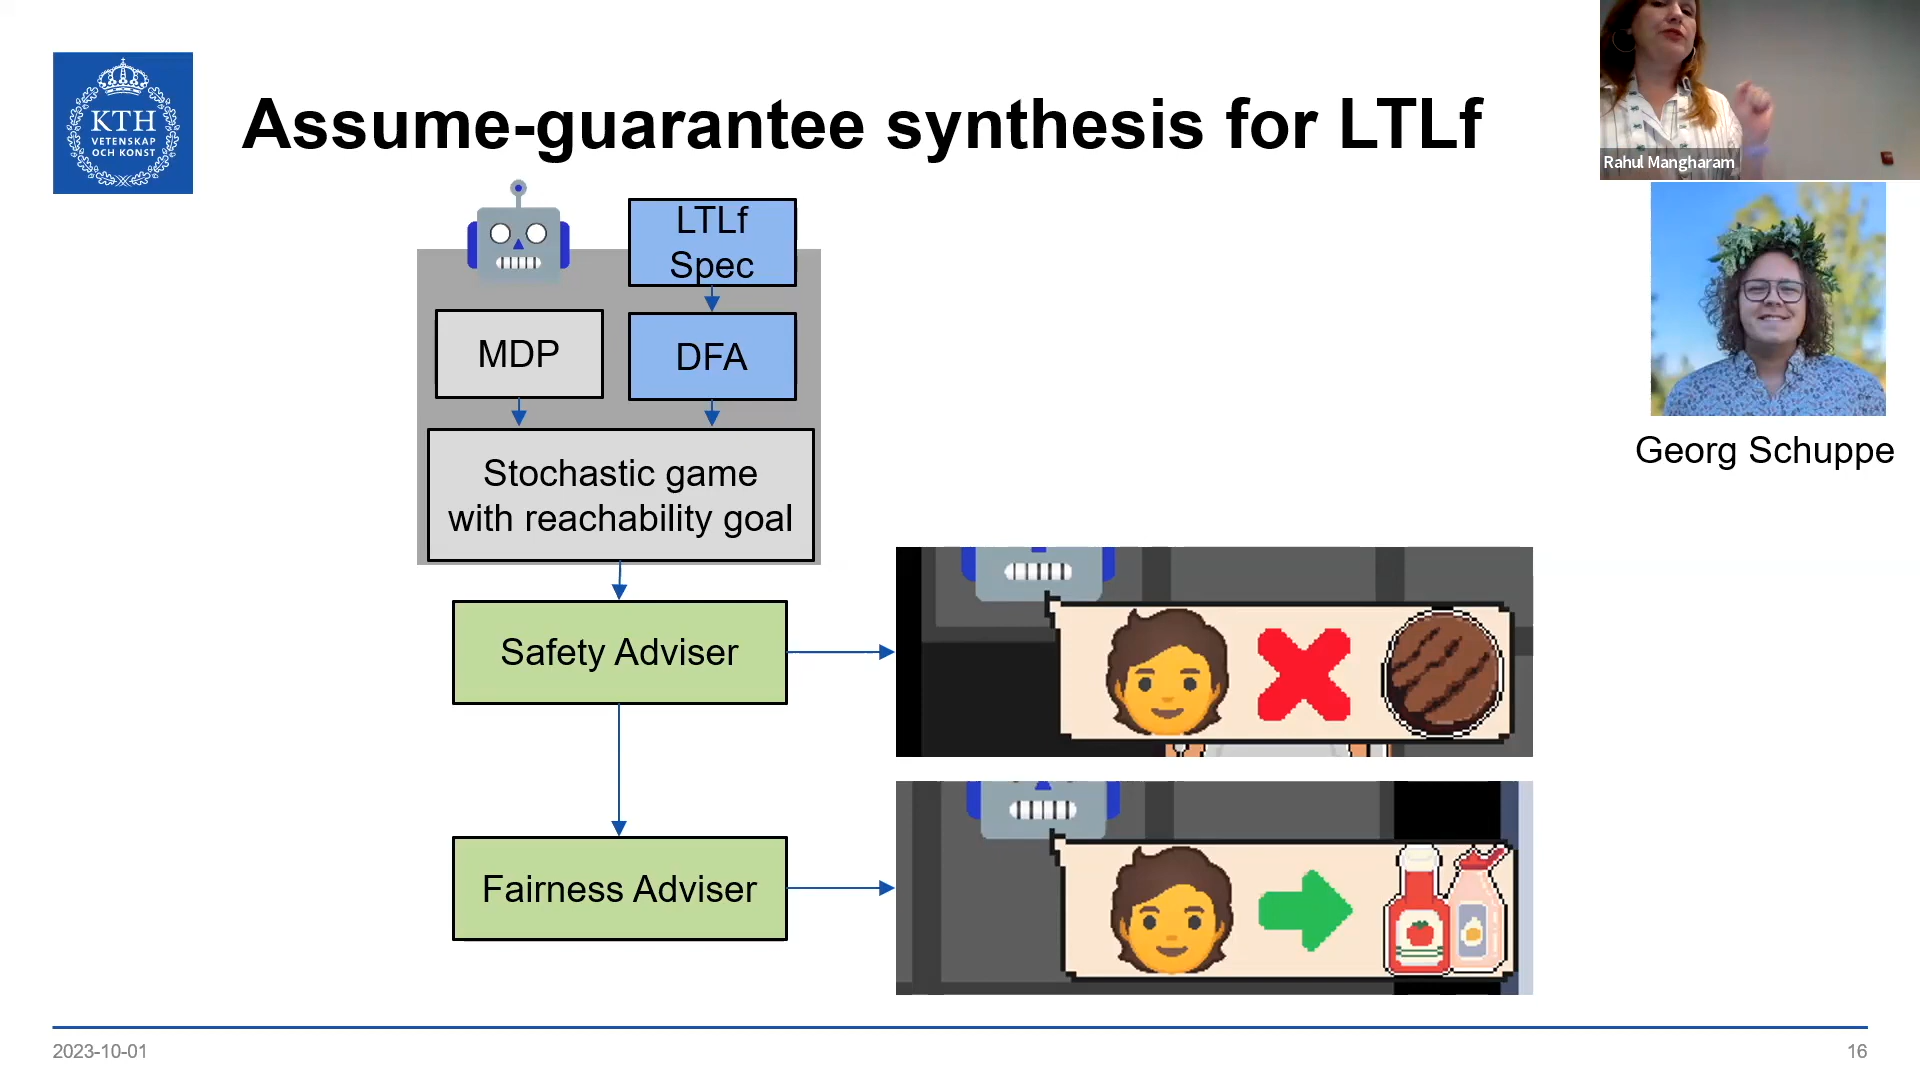 KTH
VETENSKAP
OCH KONST
Assume-guarantee synthesis for LTLf
Rahul Mangharam
Georg Schuppe
LTLf
Spec
MDP
DFA
Stochastic game
with reachability goal
Safety Adviser
Fairness Adviser
2023-10-01
16